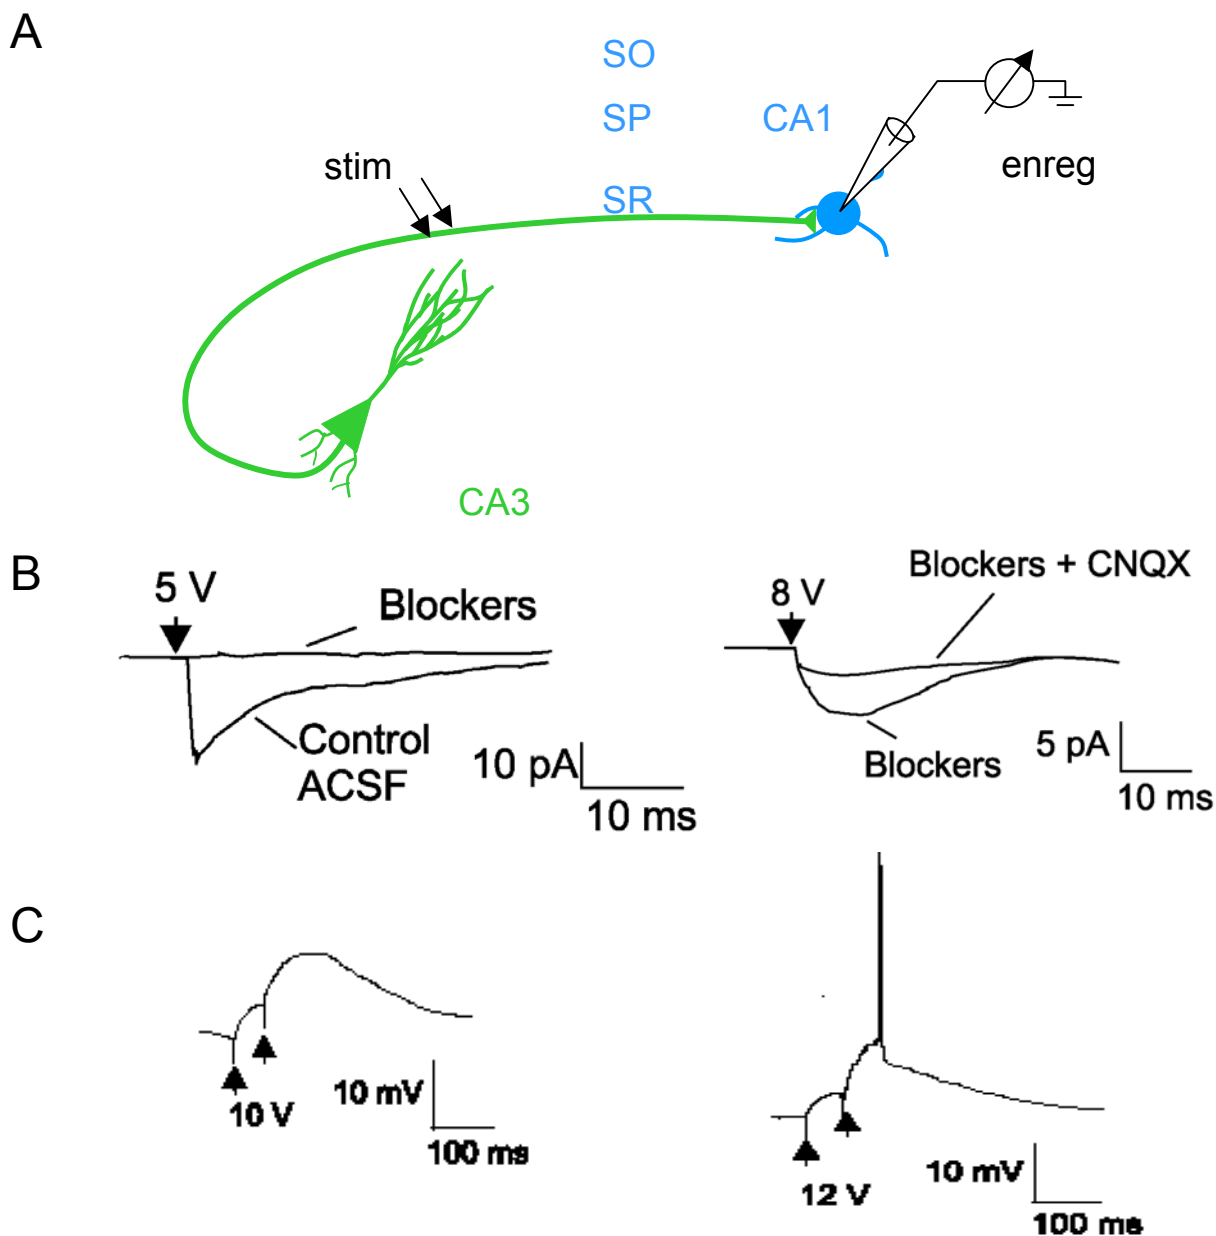 A
SO
SP
CA1
stim
enreg
SR
CA3
B
5 V
Blockers
Control
ACSF
10 pA
10 ms
8 V
Blockers + CNQX
Blockers
5 pA
10 ms
C
10 V
10 mV
100 ms
12 V
10 mV
100 ms